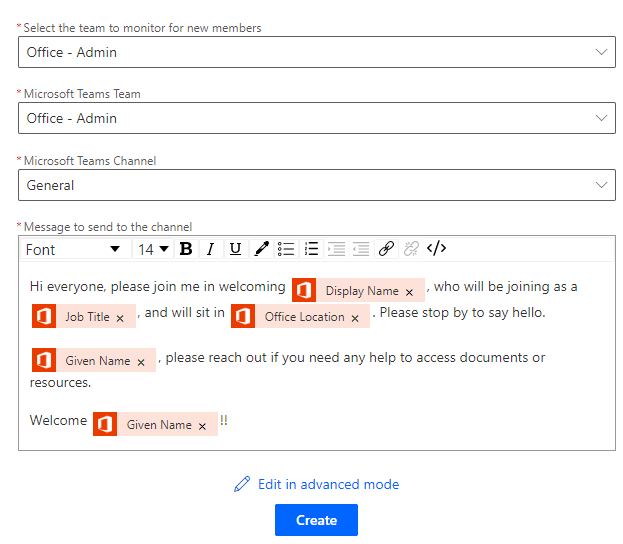 *Select the team to monitor for new members
Office - Admin
*Microsoft Teams Team
Office - Admin
*Microsoft Teams Channel
General
*Message to send to the channel
Font 14 B I U </>
Hi everyone, please join me in welcoming Display Name × , who will be joining as a
Job Title × , and will sit in Office Location × . Please stop by to say hello.
Given Name × , please reach out if you need any help to access documents or
resources.
Welcome Given Name × !!
Edit in advanced mode
Create